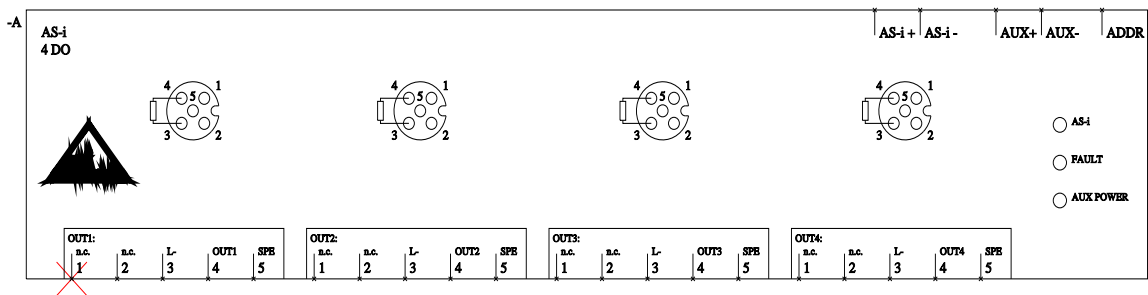 -A
AS-i
4 DO
AS-i + AS-i - AUX+ AUX- ADDR
4 5 1
3 2
4 5 1
3 2
4 5 1
3 2
4 5 1
3 2
AS-i
FAULT
AUX POWER
OUT1:
n.c. n.c. L- OUT1 SPE
1 2 3 4 5
OUT2:
n.c. n.c. L- OUT2 SPE
1 2 3 4 5
OUT3:
n.c. n.c. L- OUT3 SPE
1 2 3 4 5
OUT4:
n.c. n.c. L- OUT4 SPE
1 2 3 4 5